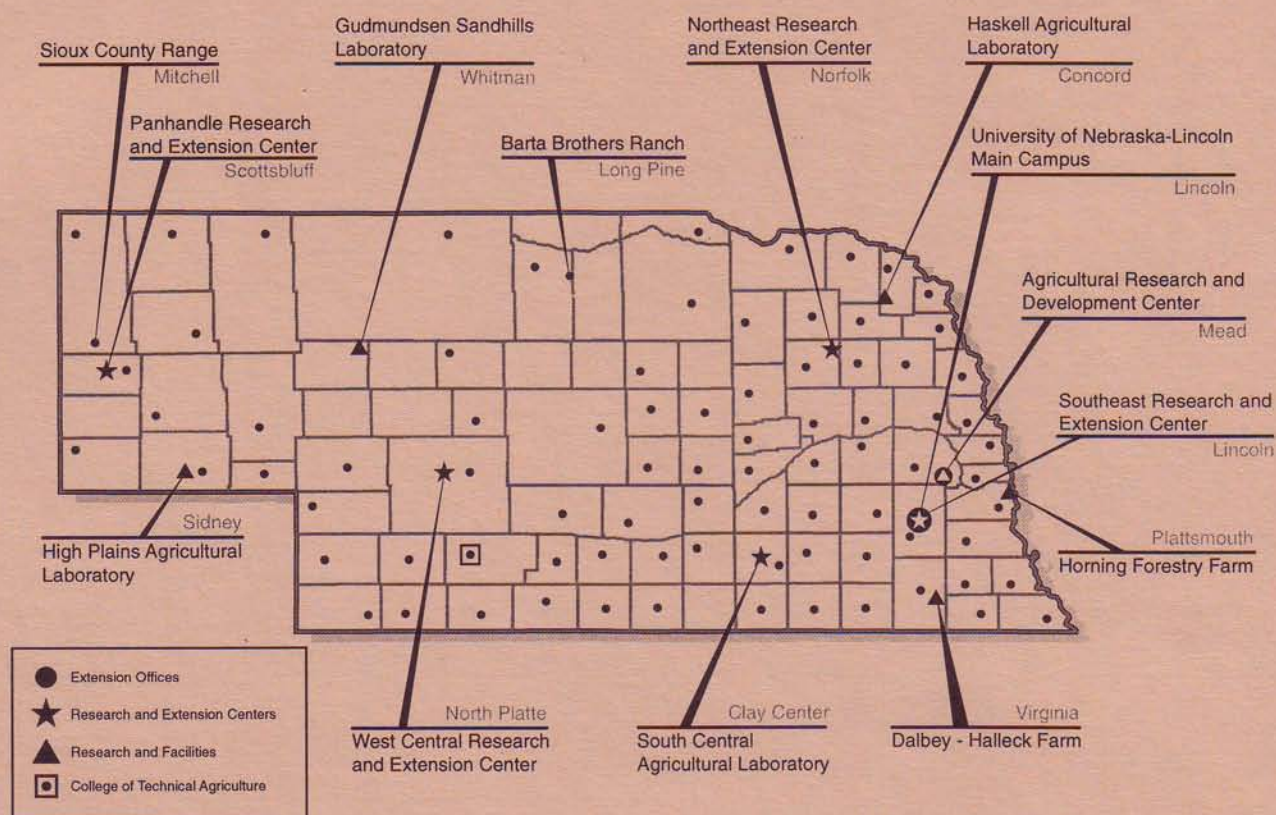 Sioux County Range
Mitchell
Panhandle Research
and Extension Center
Scottsbluff
Gudmundsen Sandhills
Laboratory
Whitman
Barta Brothers Ranch
Long Pine
Northeast Research
and Extension Center
Norfolk
Haskell Agricultural
Laboratory
Concord
University of Nebraska-Lincoln
Main Campus
Lincoln
Agricultural Research and
Development Center
Mead
Southeast Research and
Extension Center
Lincoln
Plattsmouth
Horning Forestry Farm
Sidney
High Plains Agricultural
Laboratory
North Platte
West Central Research
and Extension Center
Clay Center
South Central
Agricultural Laboratory
Virginia
Dalbey - Halleck Farm
Extension Offices
Research and Extension Centers
Research and Facilities
College of Technical Agriculture